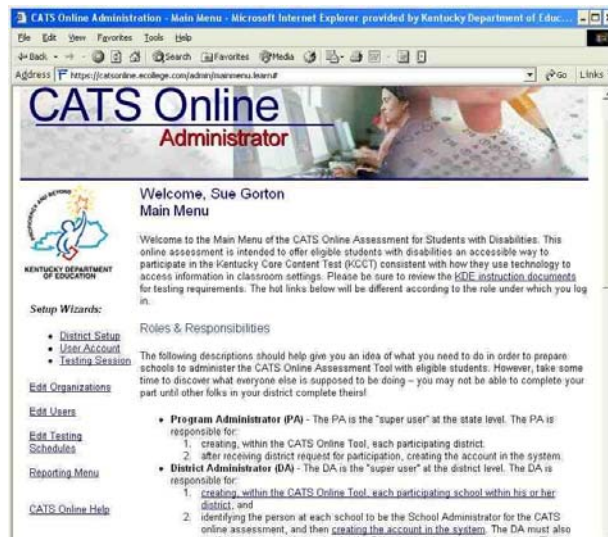 CATS Online Administration - Main Menu - Microsoft Internet Explorer provided by Kentucky Department of Educ...
File Edit View Favorites Tools Help
Back Search Favorites Media
Address https://catsonline.ecollege.com/admin/mainmenu.learn# Go Links
CATS Online
Administrator
PROFICIENCY AND BEYOND
KENTUCKY DEPARTMENT
OF EDUCATION
Setup Wizards:
• District Setup
• User Account
• Testing Session
Edit Organizations
Edit Users
Edit Testing
Schedules
Reporting Menu
CATS Online Help
Welcome, Sue Gorton
Main Menu
Welcome to the Main Menu of the CATS Online Assessment for Students with Disabilities. This
online assessment is intended to offer eligible students with disabilities an accessible way to
participate in the Kentucky Core Content Test (KCCT) consistent with how they use technology to
access information in classroom settings. Please be sure to review the KDE instruction documents
for testing requirements. The hot links below will be different according to the role under which you log
in.
Roles & Responsibilities
The following descriptions should help give you an idea of what you need to do in order to prepare
schools to administer the CATS Online Assessment Tool with eligible students. However, take some
time to discover what everyone else is supposed to be doing – you may not be able to complete your
part until other folks in your district complete theirs!
• Program Administrator (PA) - The PA is the "super user" at the state level. The PA is
responsible for:
1. creating, within the CATS Online Tool, each participating district.
2. after receiving district request for participation, creating the account in the system.
• District Administrator (DA) - The DA is the "super user" at the district level. The DA is
responsible for:
1. creating, within the CATS Online Tool, each participating school within his or her
district, and
2. identifying the person at each school to be the School Administrator for the CATS
online assessment, and then creating the account in the system. The DA must also